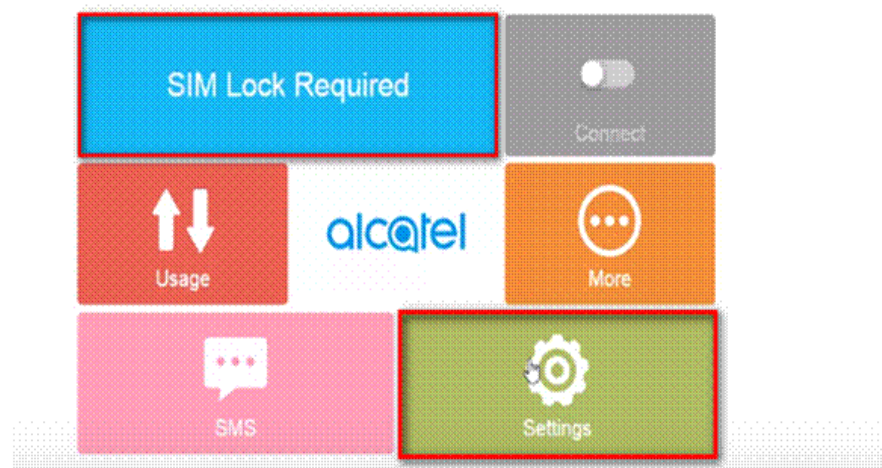 SIM Lock Required
Connect
Usage
alcatel
More
SMS
Settings